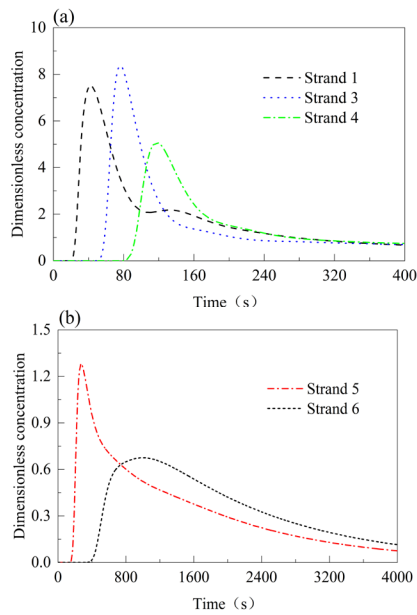 (a)
Dimensionless concentration
10
8
6
4
2
0
Strand 1
Strand 3
Strand 4
0 80 160 240 320 400
Time（s）
(b)
Dimensionless concentration
1.5
1.2
0.9
0.6
0.3
0.0
Strand 5
Strand 6
0 800 1600 2400 3200 4000
Time（s）